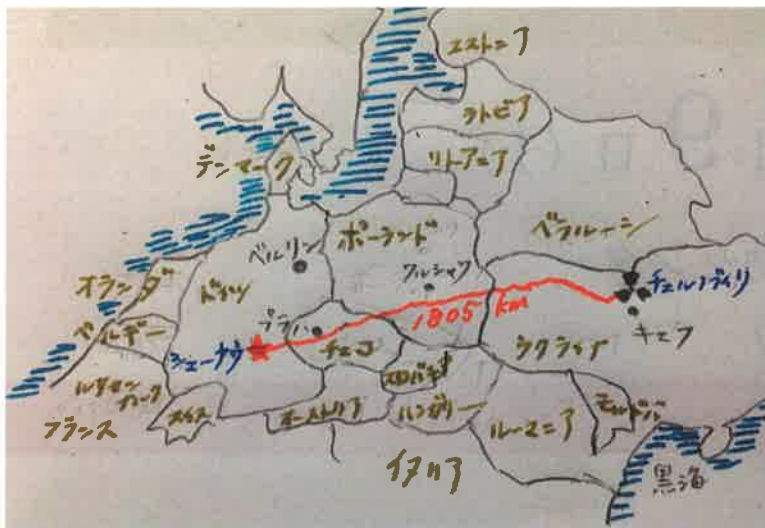 エストニア
ラトビア
リトアニア
デンマーク
ベラルーシ
ポーランド
ベルリン
ワルシャワ
オランダ
ドイツ
チェルノブイリ
1805 km
キエフ
ベルギー
プラハ
チェコ
シェーナウ
ウクライナ
スロバキア
ルクセンブルク
スイス
オーストリア
ハンガリー
ルーマニア
モルドバ
フランス
イタリア
黒海
9
日